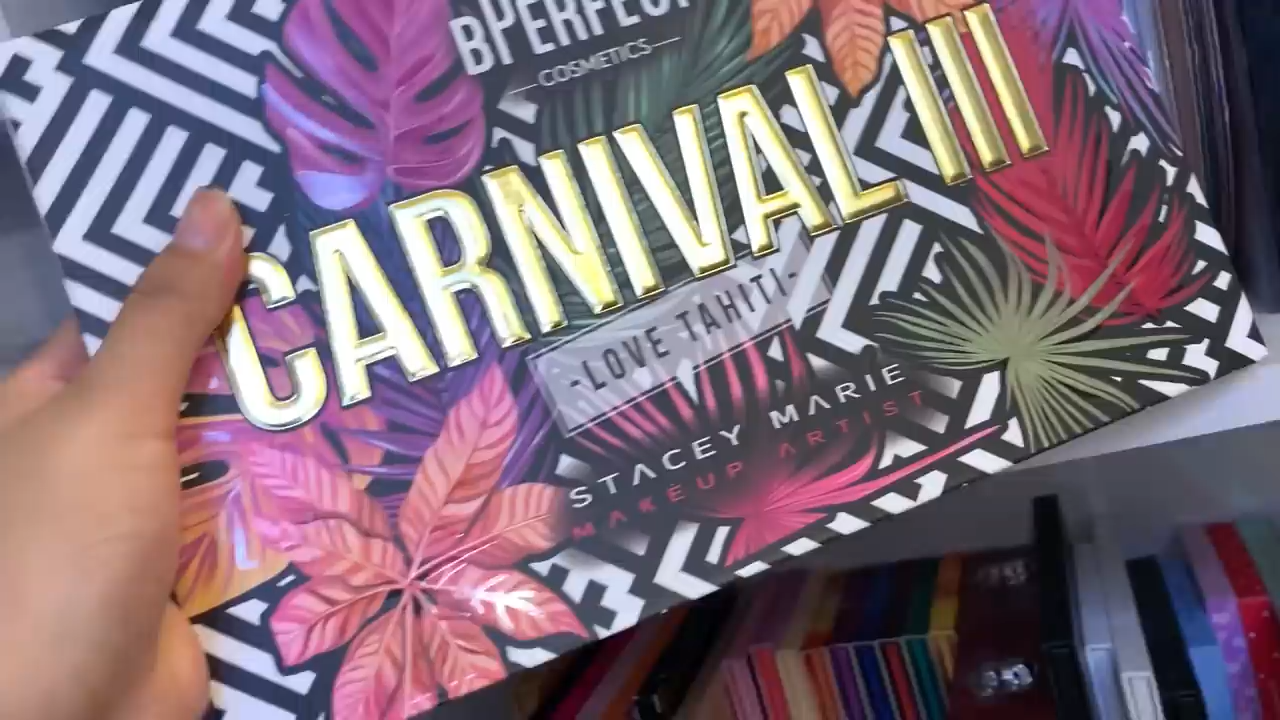 BPERFECT
COSMETICS
CARNIVAL III
-LOVE TAHITI-
STACEY MARIE
MAKEUP ARTIST